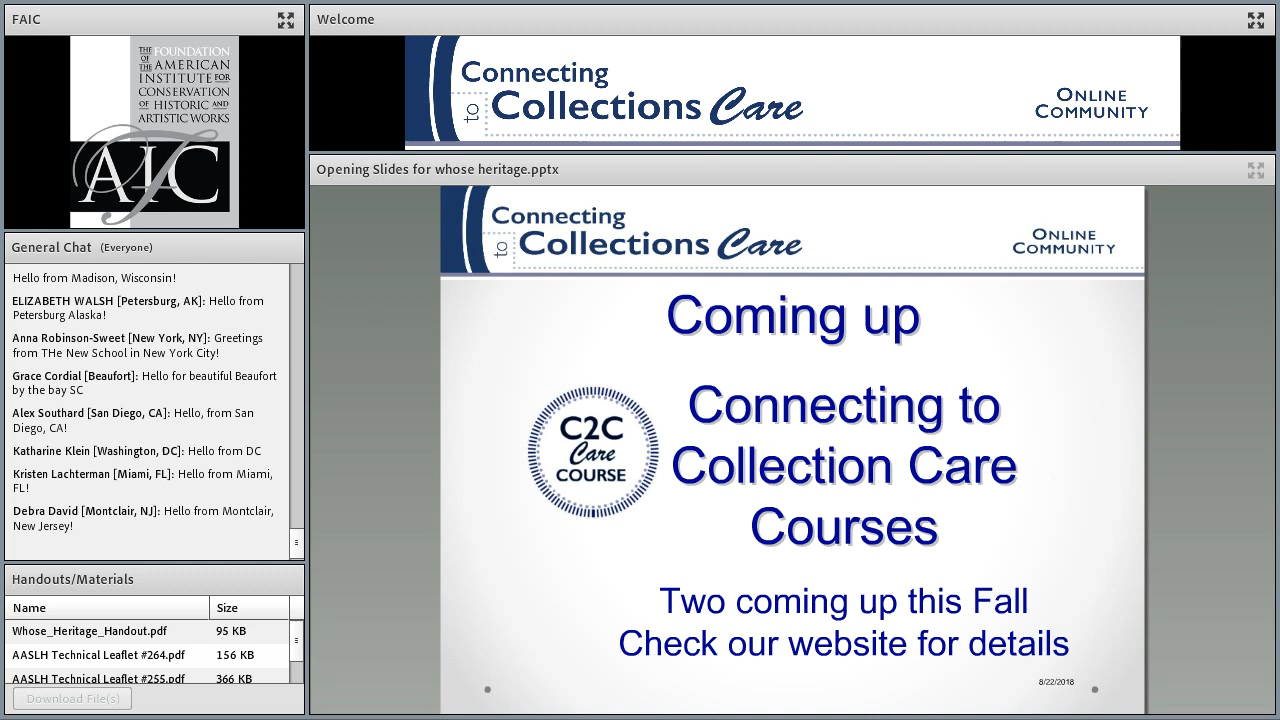 FAIC
THE FOUNDATION
OF THE AMERICAN
INSTITUTE FOR
CONSERVATION
OF HISTORIC AND
ARTISTIC WORKS
FAIC
General Chat (Everyone)
Hello from Madison, Wisconsin!
ELIZABETH WALSH [Petersburg, AK]: Hello from
Petersburg Alaska!
Anna Robinson-Sweet [New York, NY]: Greetings
from THe New School in New York City!
Grace Cordial [Beaufort]: Hello for beautiful Beaufort
by the bay SC
Alex Southard [San Diego, CA]: Hello, from San
Diego, CA!
Katharine Klein [Washington, DC]: Hello from DC
Kristen Lachterman [Miami, FL]: Hello from Miami,
FL!
Debra David [Montclair, NJ]: Hello from Montclair,
New Jersey!
Handouts/Materials
Name Size
Whose_Heritage_Handout.pdf 95 KB
AASLH Technical Leaflet #264.pdf 156 KB
AASLH Technical Leaflet #255.pdf 366 KB
Download File(s)
Welcome
Connecting
to Collections Care
ONLINE
COMMUNITY
Opening Slides for whose heritage.pptx
Connecting
to Collections Care
ONLINE
COMMUNITY
Coming up
C2C
Care
COURSE
Connecting to
Collection Care
Courses
Two coming up this Fall
Check our website for details
8/22/2018